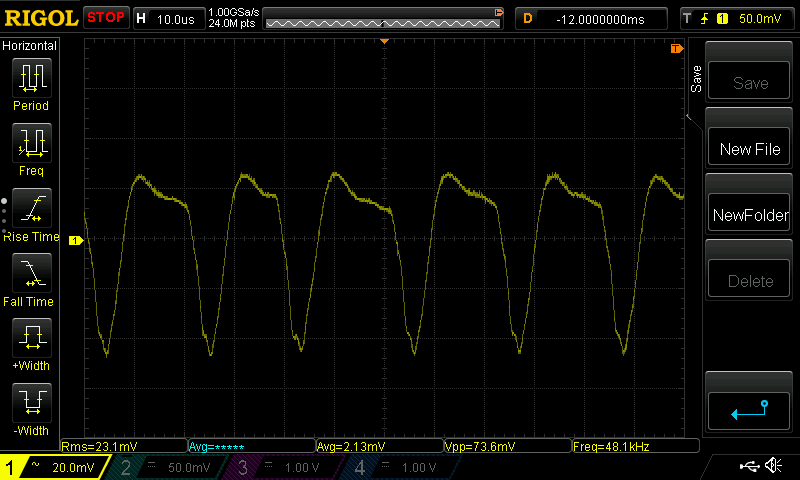 RIGOL STOP H 10.0us 1.00GSa/s 24.0M pts D -12.0000000ms T 1 50.0mV
Horizontal
Period
Freq
Rise Time
Fall Time
+Width
-Width
T
1
Save
Save
New File
NewFolder
Delete
Rms=23.1mV Avg=***** Avg=2.13mV Vpp=73.6mV Freq=48.1kHz
1 ~ 20.0mV 2 50.0mV 3 1.00 V 4 1.00 V